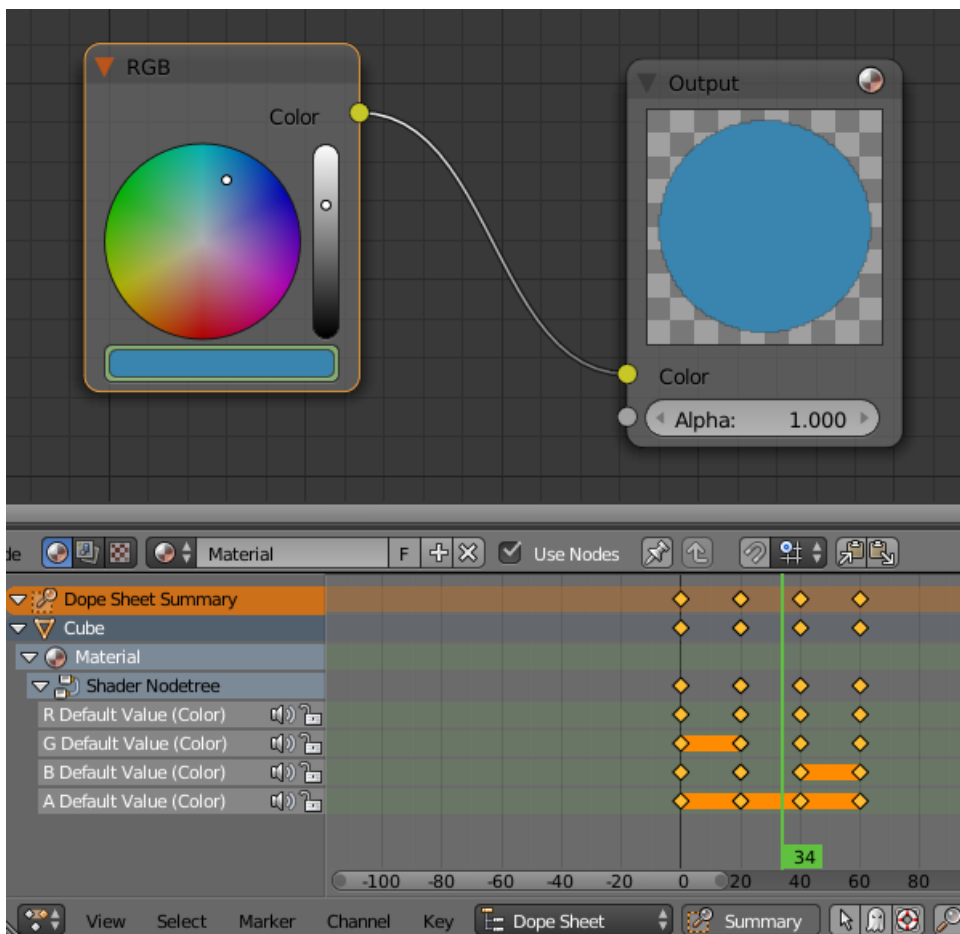 RGB
Color
Output
Color
Alpha: 1.000
de Material F Use Nodes
Dope Sheet Summary
Cube
Material
Shader Nodetree
R Default Value (Color)
G Default Value (Color)
B Default Value (Color)
A Default Value (Color)
34
-100 -80 -60 -40 -20 0 20 40 60 80
View Select Marker Channel Key Dope Sheet Summary